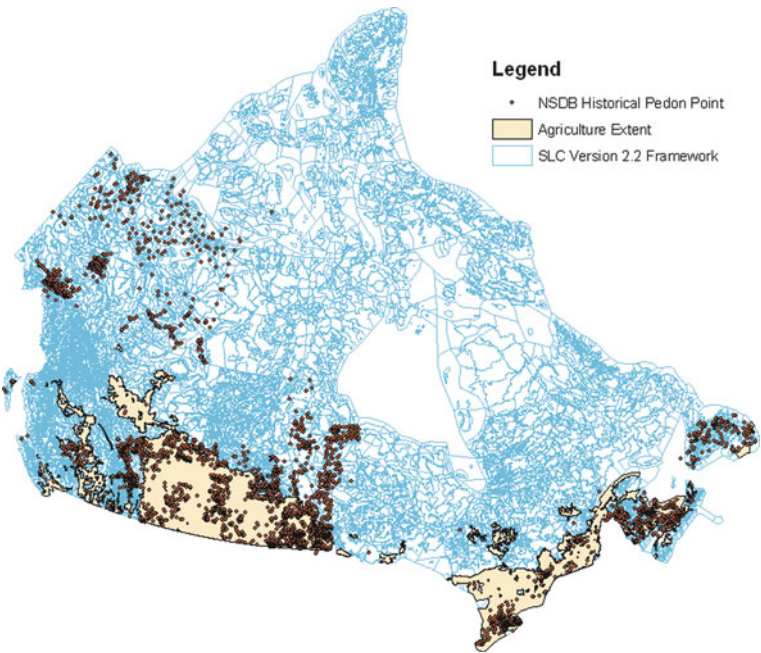 Legend
NSDB Historical Pedon Point
Agriculture Extent
SLC Version 2.2 Framework